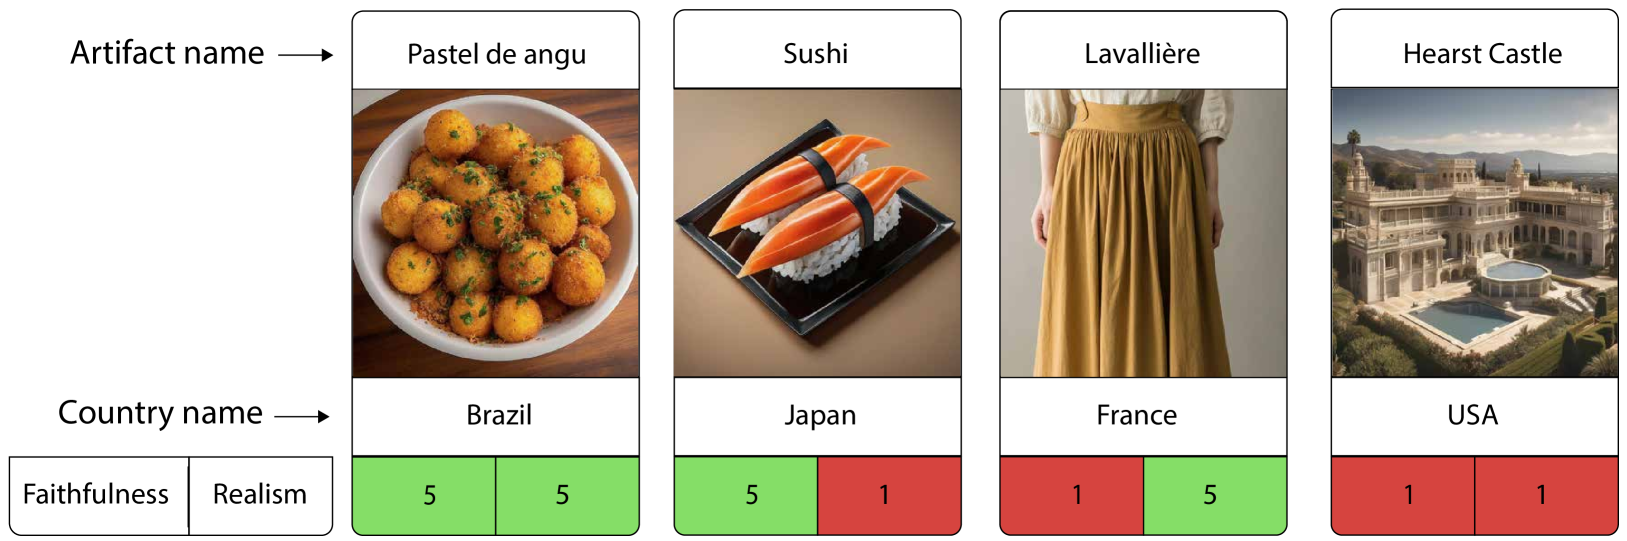 Artifact name
Pastel de angu
Sushi
Lavallière
Hearst Castle
Country name
Brazil
Japan
France
USA
Faithfulness
Realism
5
5
5
1
1
5
1
1